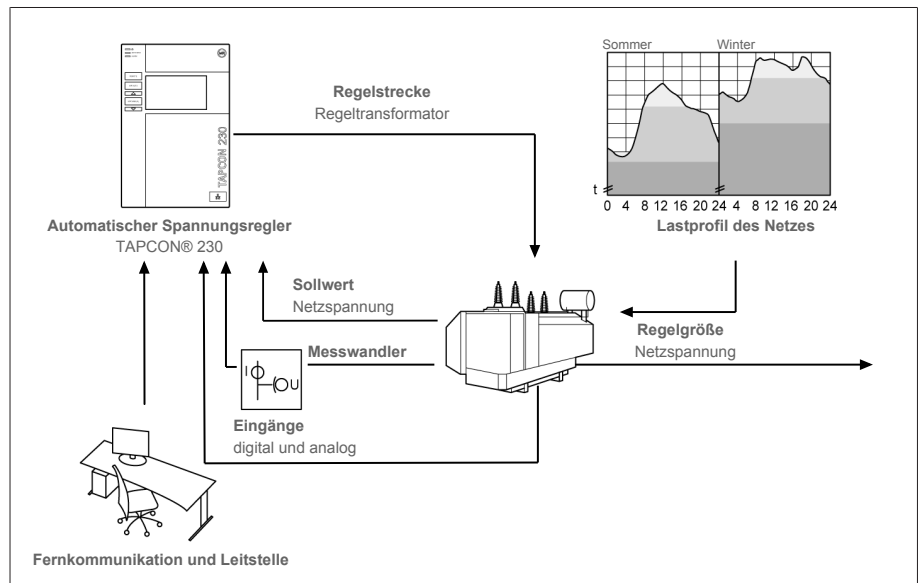 TAPCON 230
Automatischer Spannungsregler
TAPCON® 230
Regelstrecke
Regeltransformator
Sommer
Winter
t
0 4 8 12 16 20 24 4 8 12 16 20 24
Lastprofil des Netzes
Sollwert
Netzspannung
Regelgröße
Netzspannung
Messwandler
I
U
Eingänge
digital und analog
Fernkommunikation und Leitstelle